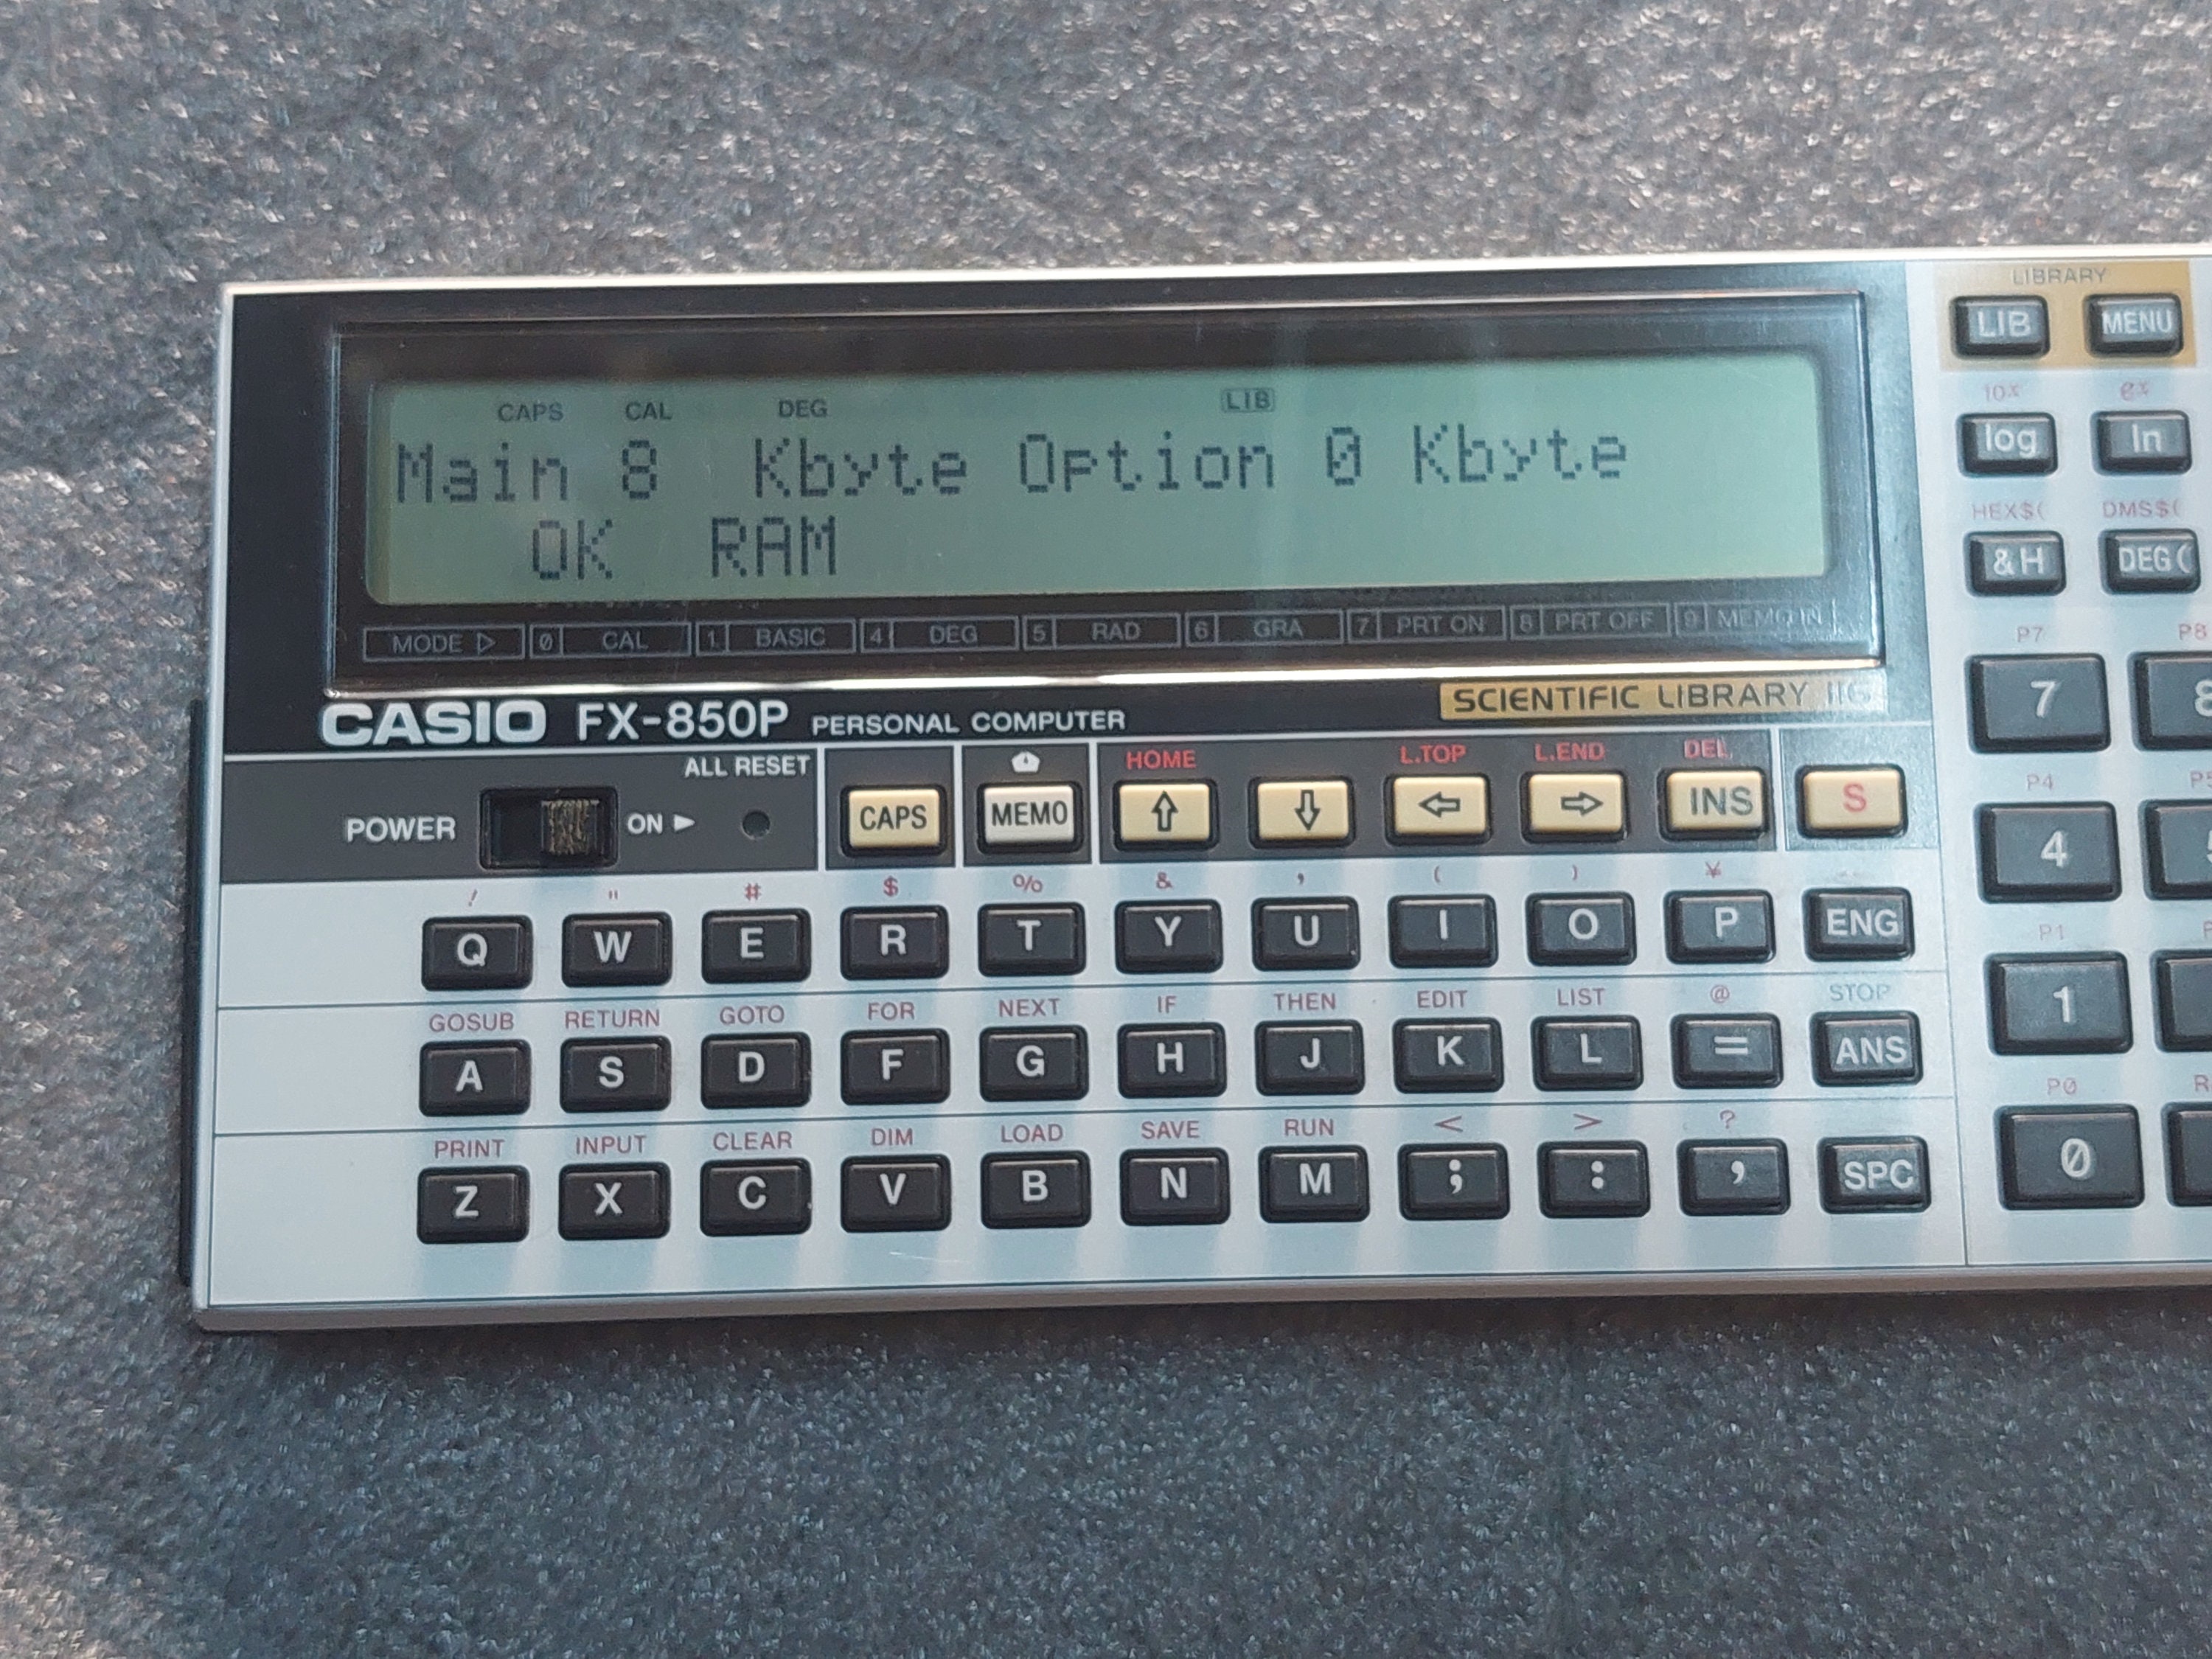 CAPS CAL DEG LIB
Main 8 Kbyte Option 0 Kbyte
OK RAM
MODE ▷ 0 CAL 1 BASIC 4 DEG 5 RAD 6 GRA 7 PRT ON 8 PRT OFF 9 MEMO IN
CASIO FX-850P PERSONAL COMPUTER SCIENTIFIC LIBRARY 116
ALL RESET
POWER ON ►
HOME L.TOP L.END DEL
CAPS MEMO ⇧ ⇩ ⇦ ⇨ INS S
! " # $ % & ' ( ) ¥
Q W E R T Y U I O P ENG
GOSUB RETURN GOTO FOR NEXT IF THEN EDIT LIST @ STOP
A S D F G H J K L = ANS
PRINT INPUT CLEAR DIM LOAD SAVE RUN < > ?
Z X C V B N M ; : , SPC
LIBRARY
LIB MENU
10ˣ eˣ
log ln
HEX$( DMS$(
&H DEG(
P7 P8
7 8
P4 P5
4
P1
1
P0
0